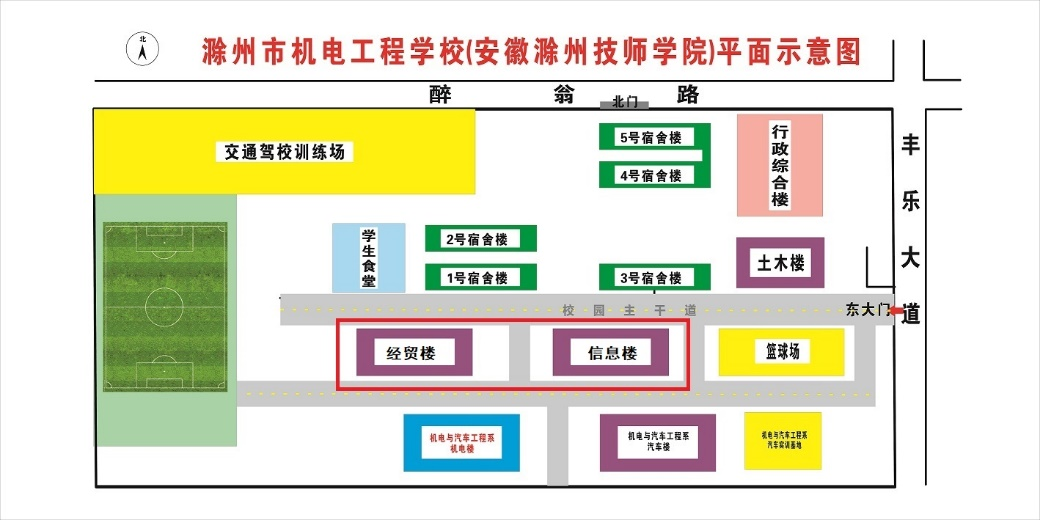 北
滁州市机电工程学校(安徽滁州技师学院)平面示意图
醉翁路
北门
交通驾校训练场
5号宿舍楼
4号宿舍楼
行政综合楼
丰乐大道
学生食堂
2号宿舍楼
1号宿舍楼
3号宿舍楼
土木楼
校园主干道
东大门
经贸楼
信息楼
篮球场
机电与汽车工程系
机电楼
机电与汽车工程系
汽车楼
机电与汽车工程系
汽车实训基地